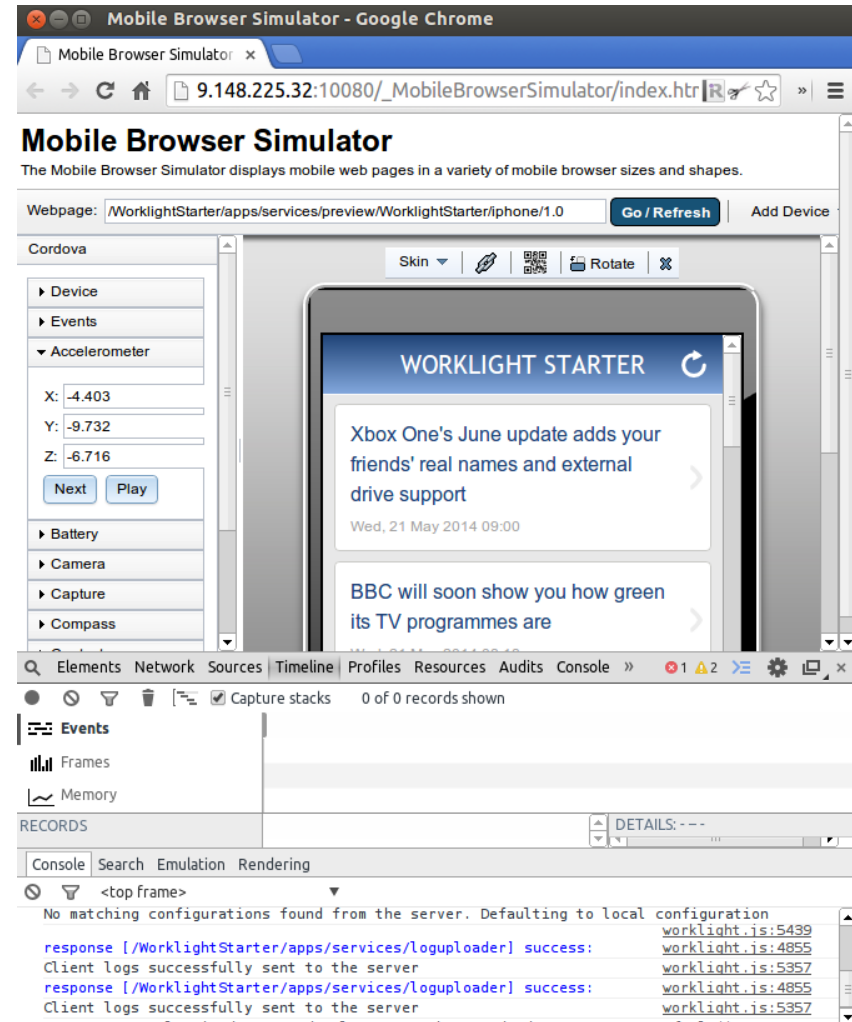 Mobile Browser Simulator - Google Chrome
Mobile Browser Simulator ×
9.148.225.32:10080/_MobileBrowserSimulator/index.htr
»
Mobile Browser Simulator
The Mobile Browser Simulator displays mobile web pages in a variety of mobile browser sizes and shapes.
Webpage: /WorklightStarter/apps/services/preview/WorklightStarter/iphone/1.0 Go / Refresh Add Device
Cordova
Skin Rotate
Device
Events
Accelerometer
X: -4.403
Y: -9.732
Z: -6.716
Next Play
Battery
Camera
Capture
Compass
WORKLIGHT STARTER
Xbox One's June update adds your
friends' real names and external
drive support
Wed, 21 May 2014 09:00
BBC will soon show you how green
its TV programmes are
Elements Network Sources Timeline Profiles Resources Audits Console » 1 2 ×
Capture stacks 0 of 0 records shown
Events
Frames
Memory
RECORDS DETAILS: - – -
Console Search Emulation Rendering
<top frame> ▼
No matching configurations found from the server. Defaulting to local configuration
worklight.js:5439
response [/WorklightStarter/apps/services/loguploader] success: worklight.js:4855
Client logs successfully sent to the server worklight.js:5357
response [/WorklightStarter/apps/services/loguploader] success: worklight.js:4855
Client logs successfully sent to the server worklight.js:5357